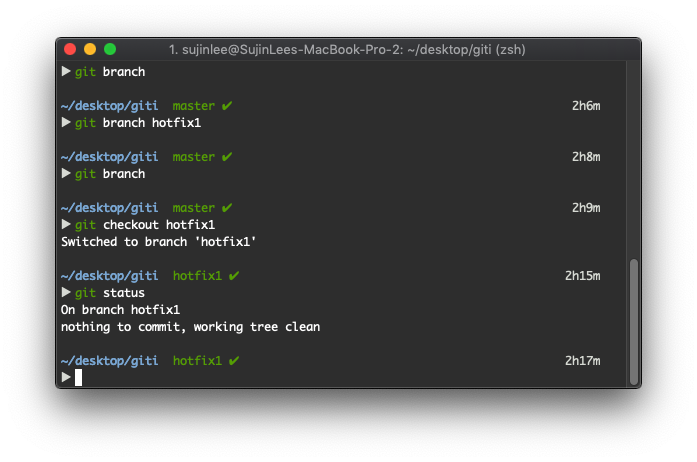 1. sujinlee@SujinLees-MacBook-Pro-2: ~/desktop/giti (zsh)
▶ git branch
~/desktop/giti master ✔ 2h6m
▶ git branch hotfix1
~/desktop/giti master ✔ 2h8m
▶ git branch
~/desktop/giti master ✔ 2h9m
▶ git checkout hotfix1
Switched to branch 'hotfix1'
~/desktop/giti hotfix1 ✔ 2h15m
▶ git status
On branch hotfix1
nothing to commit, working tree clean
~/desktop/giti hotfix1 ✔ 2h17m
▶